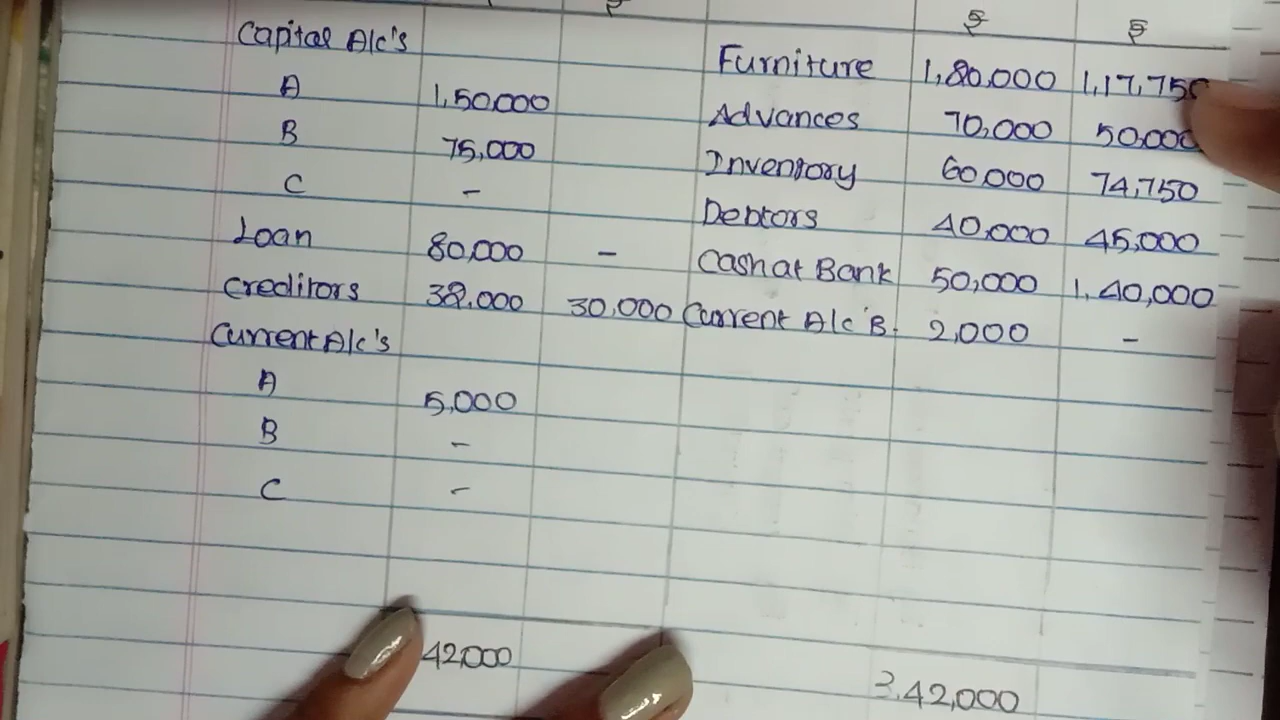 ₹ ₹
Capital A/c's
Furniture 1,20,000 1,17,750
A 1,50,000
Advances 70,000 50,000
B 75,000
Inventory 60,000 74,750
C -
Debtors 40,000 45,000
Loan 80,000 -
Cash at Bank 50,000 1,40,000
Creditors 32,000 30,000
Current A/c B. 2,000 -
Current A/c's
A 5,000
B -
C -
42,000 3,42,000